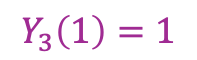 Y₃(1) = 1